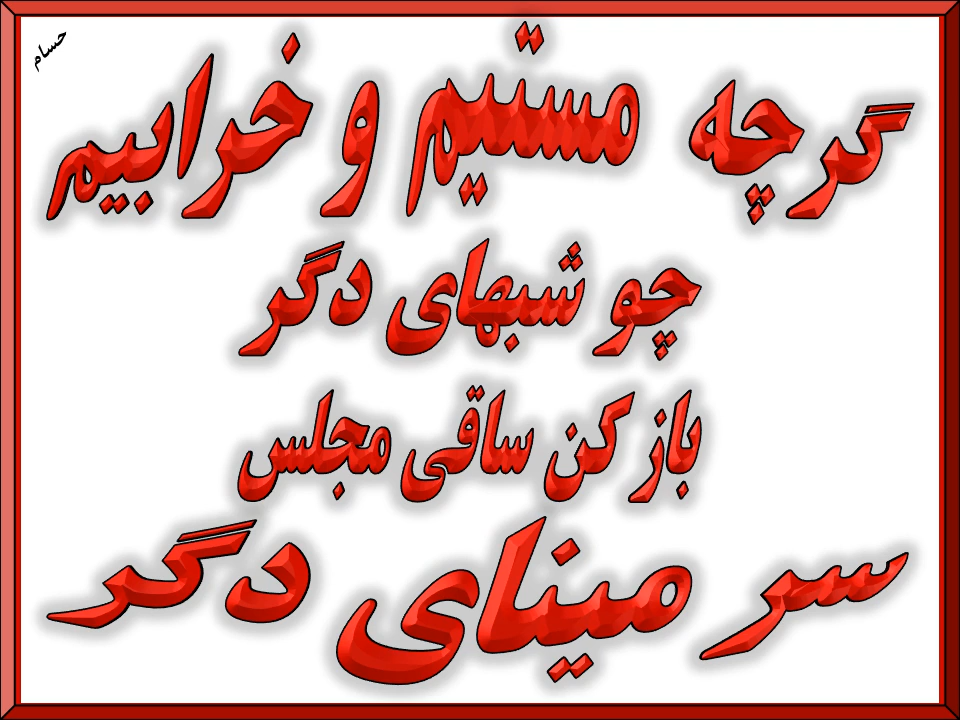 حسام
گرچه مستیم و خرابیم
چو شبهای دگر
باز کن ساقی مجلس
سر مینای دگر